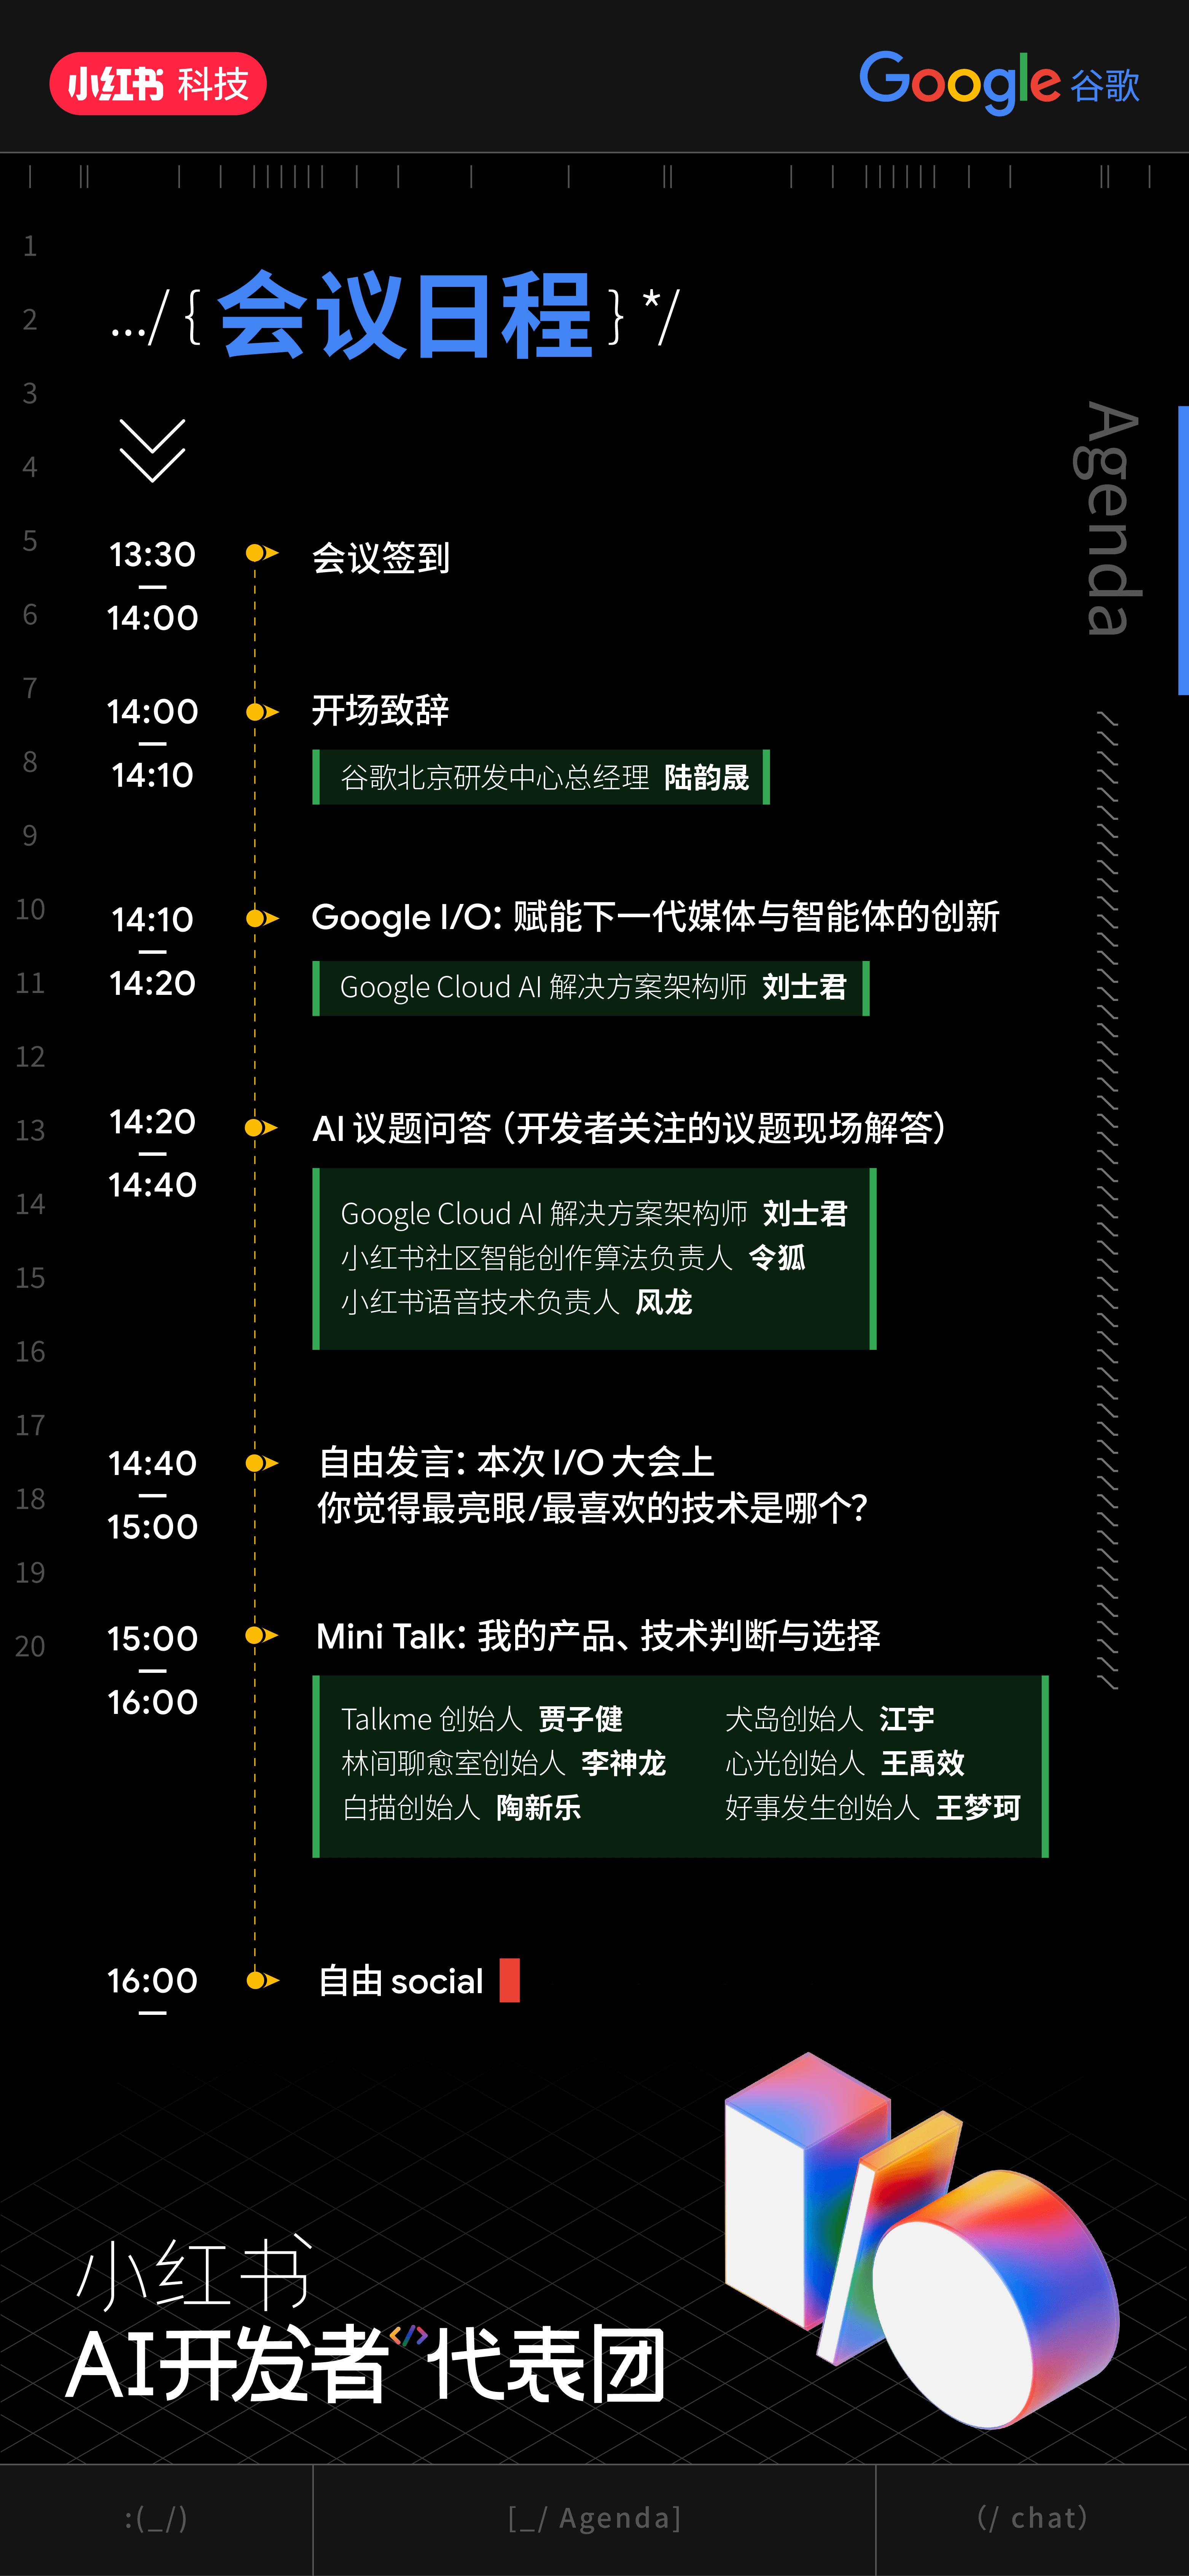 小红书 科技
Google 谷歌
.../ { 会议日程 } */
Agenda
1
2
3
4
5
6
7
8
9
10
11
12
13
14
15
16
17
18
19
20
13:30
—
14:00
会议签到
14:00
—
14:10
开场致辞
谷歌北京研发中心总经理 陆韵晟
14:10
—
14:20
Google I/O：赋能下一代媒体与智能体的创新
Google Cloud AI 解决方案架构师 刘士君
14:20
—
14:40
AI 议题问答（开发者关注的议题现场解答）
Google Cloud AI 解决方案架构师 刘士君
小红书社区智能创作算法负责人 令狐
小红书语音技术负责人 风龙
14:40
—
15:00
自由发言：本次 I/O 大会上
你觉得最亮眼/最喜欢的技术是哪个？
15:00
—
16:00
Mini Talk：我的产品、技术判断与选择
Talkme 创始人 贾子健
林间聊愈室创始人 李神龙
白描创始人 陶新乐
犬岛创始人 江宇
心光创始人 王禹效
好事发生创始人 王梦珂
16:00
—
自由 social
I/O
小红书
AI开发者</>代表团
:(_/)
[_/ Agenda]
(/ chat)